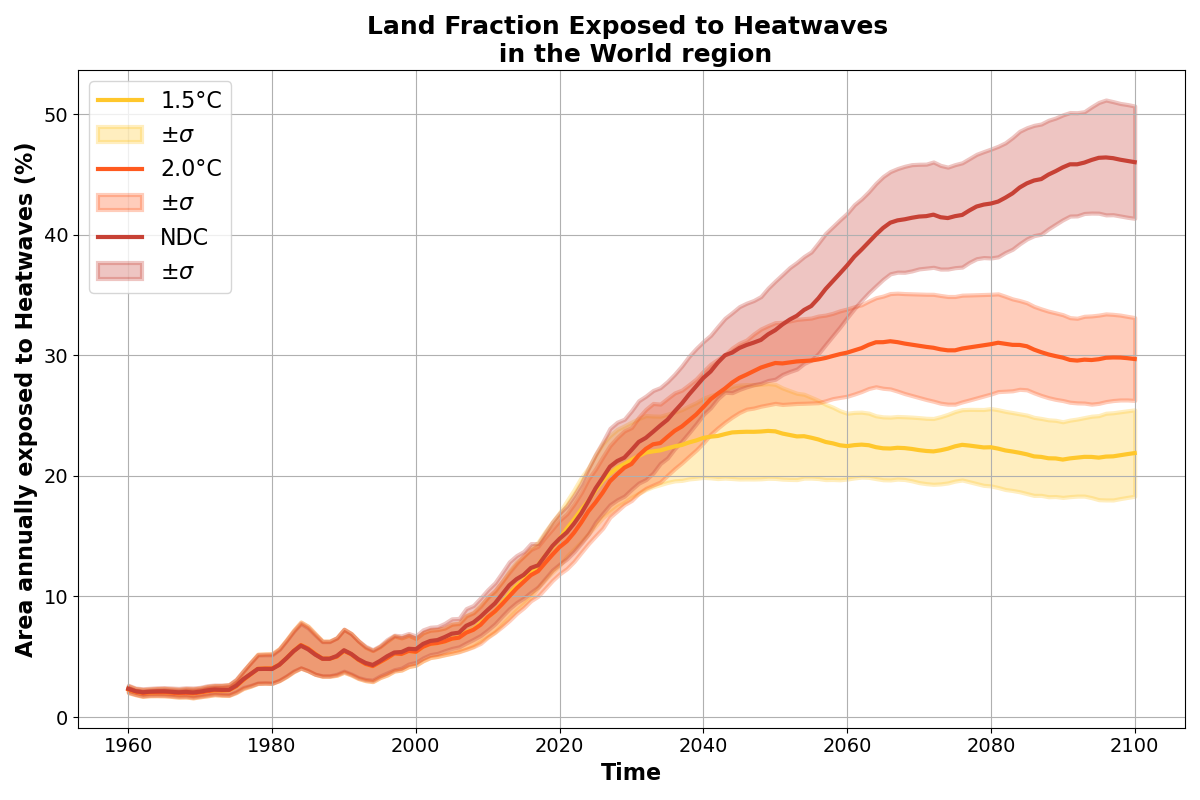 Land Fraction Exposed to Heatwaves
in the World region
Area annually exposed to Heatwaves (%)
1.5°C
±σ
2.0°C
±σ
NDC
±σ
50
40
30
20
10
0
1960
1980
2000
2020
2040
2060
2080
2100
Time